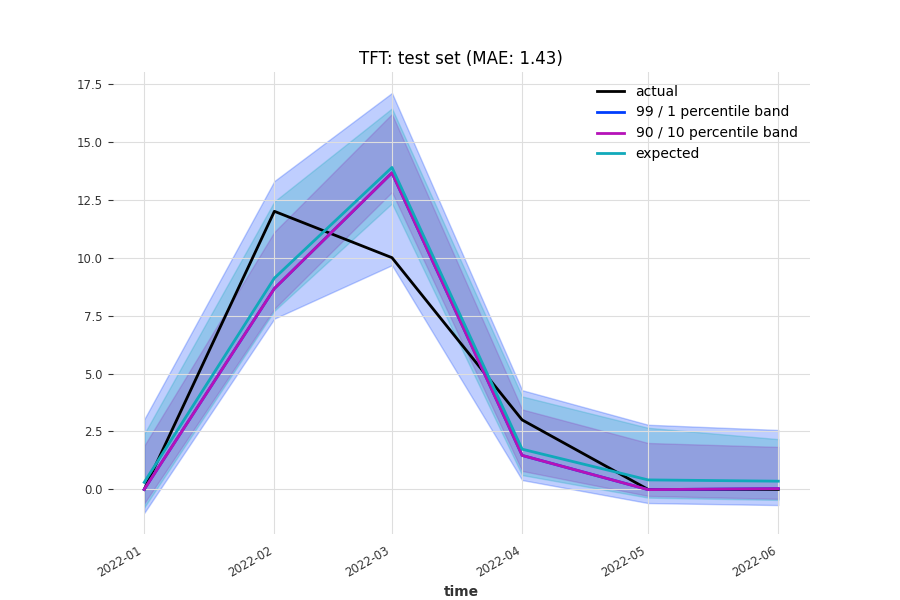 TFT: test set (MAE: 1.43)
17.5
15.0
12.5
10.0
7.5
5.0
2.5
0.0
actual
99 / 1 percentile band
90 / 10 percentile band
expected
2022-01
2022-02
2022-03
2022-04
2022-05
2022-06
time